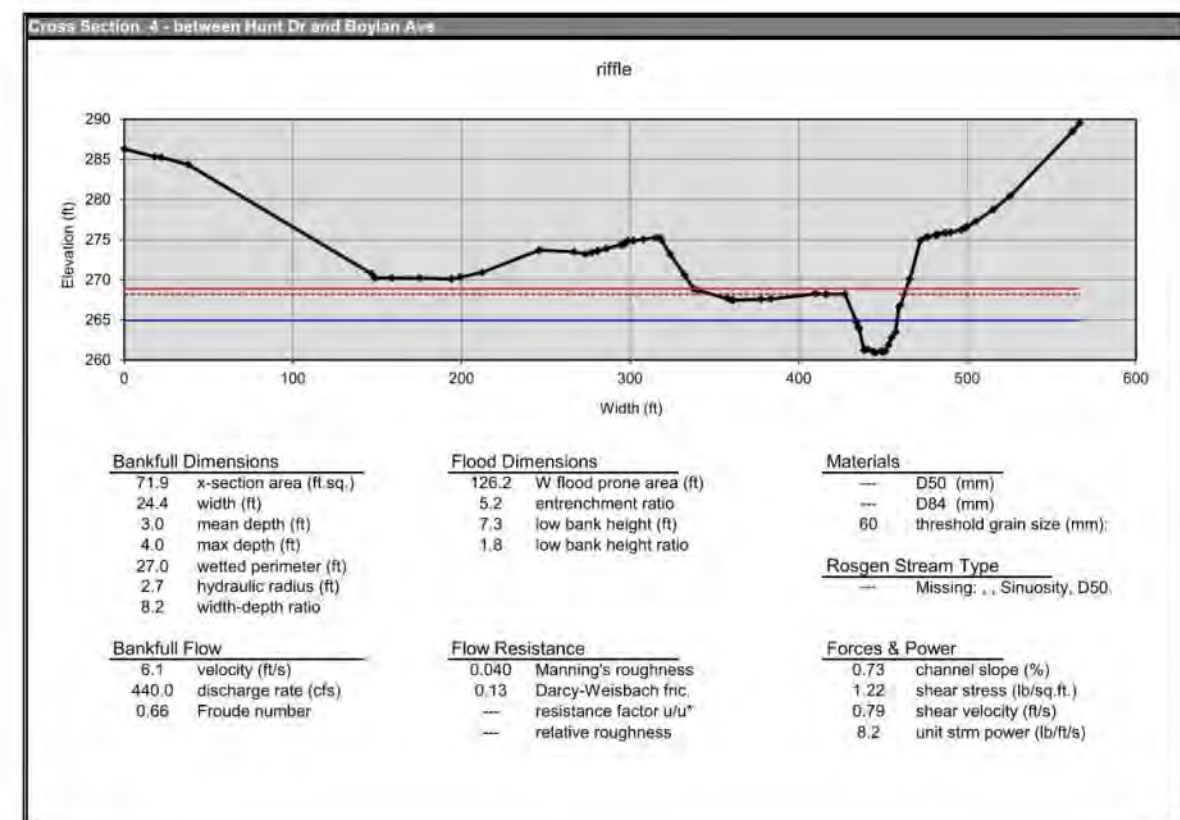 Cross Section 4 - between Hunt Dr and Boylan Ave
riffle
290
285
280
275
270
265
260
Elevation (ft)
0 100 200 300 400 500 600
Width (ft)
Bankfull Dimensions
71.9 x-section area (ft.sq.)
24.4 width (ft)
3.0 mean depth (ft)
4.0 max depth (ft)
27.0 wetted perimeter (ft)
2.7 hydraulic radius (ft)
8.2 width-depth ratio
Flood Dimensions
126.2 W flood prone area (ft)
5.2 entrenchment ratio
7.3 low bank height (ft)
1.8 low bank height ratio
Materials
--- D50 (mm)
--- D84 (mm)
60 threshold grain size (mm):
Rosgen Stream Type
--- Missing: , , Sinuosity, D50.
Bankfull Flow
6.1 velocity (ft/s)
440.0 discharge rate (cfs)
0.66 Froude number
Flow Resistance
0.040 Manning's roughness
0.13 Darcy-Weisbach fric.
--- resistance factor u/u*
--- relative roughness
Forces & Power
0.73 channel slope (%)
1.22 shear stress (lb/sq.ft.)
0.79 shear velocity (ft/s)
8.2 unit strm power (lb/ft/s)